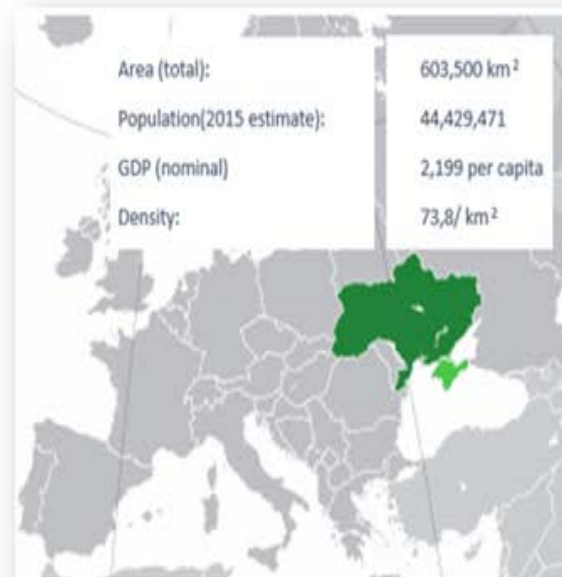 Area (total): 603,500 km²
Population(2015 estimate): 44,429,471
GDP (nominal) 2,199 per capita
Density: 73,8/ km²